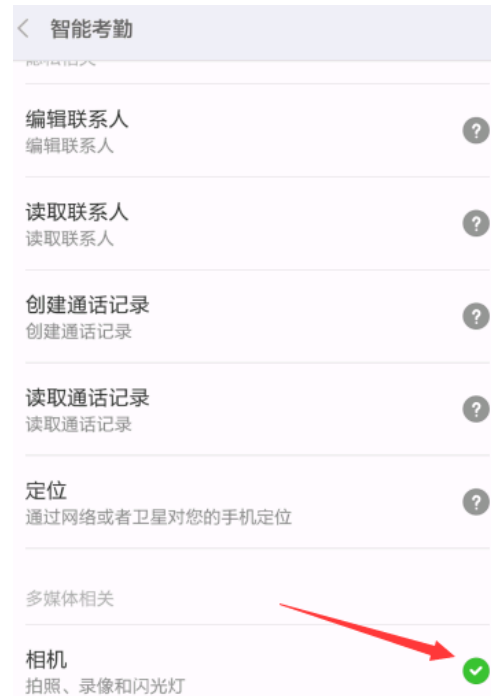 智能考勤
隐私相关
编辑联系人
编辑联系人
读取联系人
读取联系人
创建通话记录
创建通话记录
读取通话记录
读取通话记录
定位
通过网络或者卫星对您的手机定位
多媒体相关
相机
拍照、录像和闪光灯